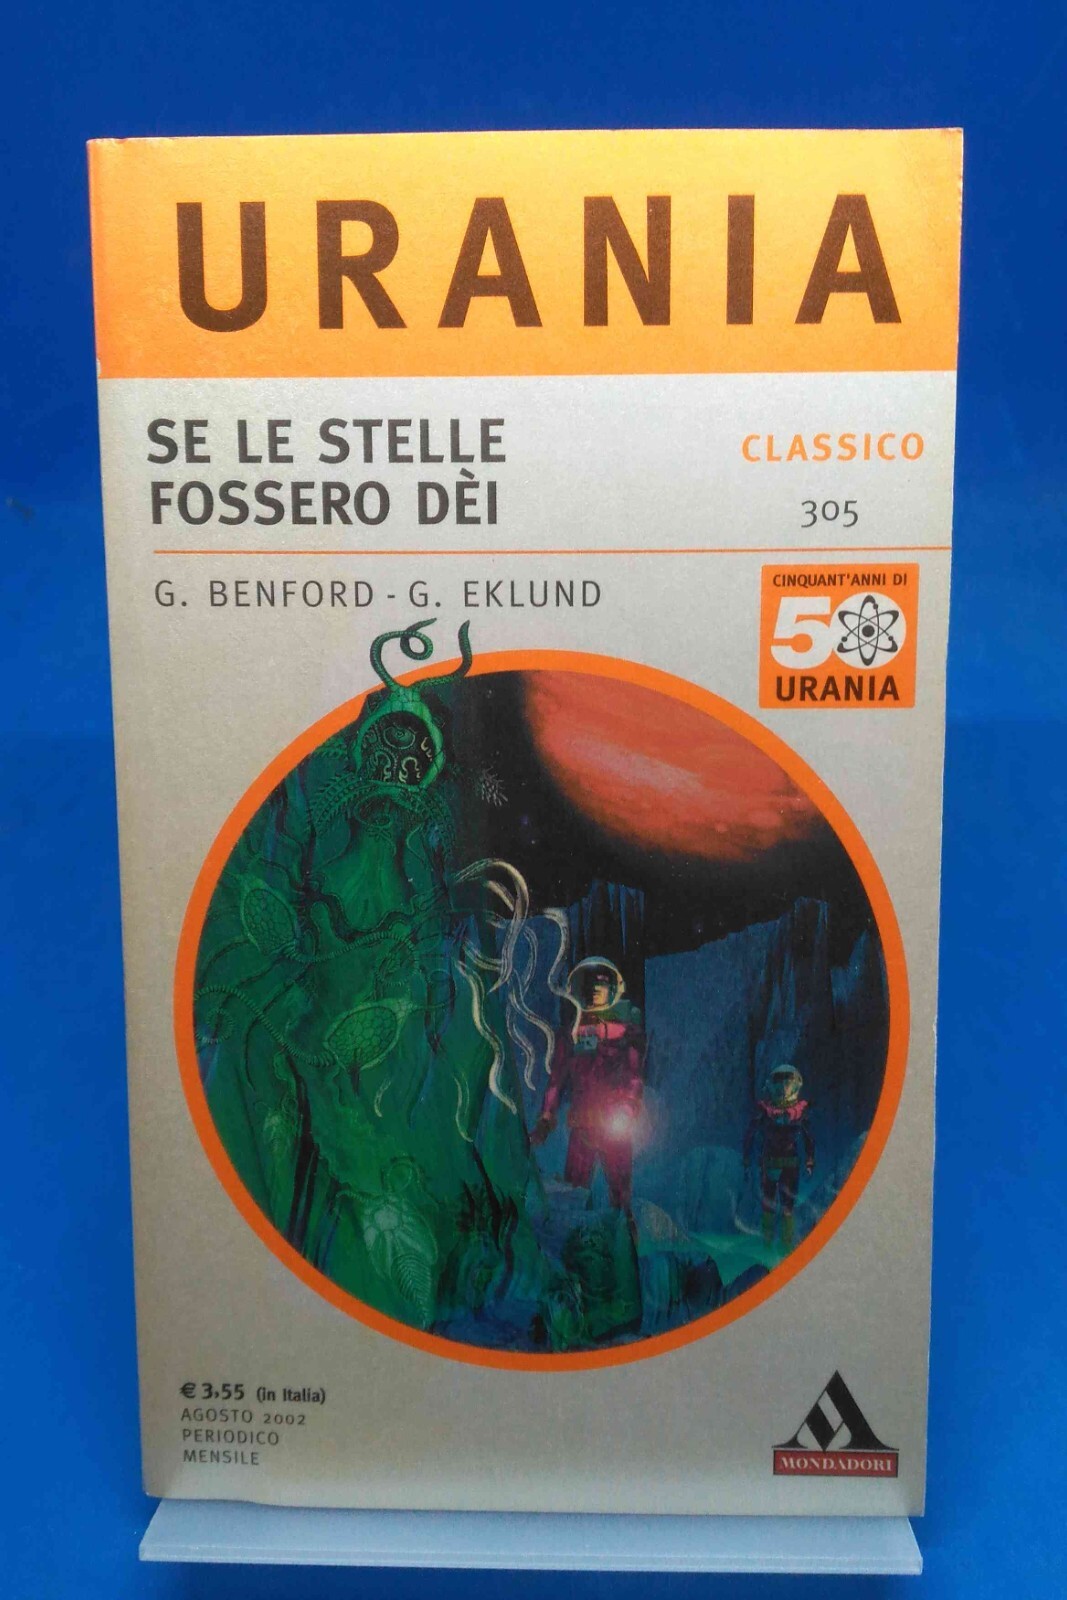 URANIA
SE LE STELLE
FOSSERO DÈI
CLASSICO
305
G. BENFORD - G. EKLUND
CINQUANT'ANNI DI
50
URANIA
€ 3,55 (in Italia)
AGOSTO 2002
PERIODICO
MENSILE
MONDADORI